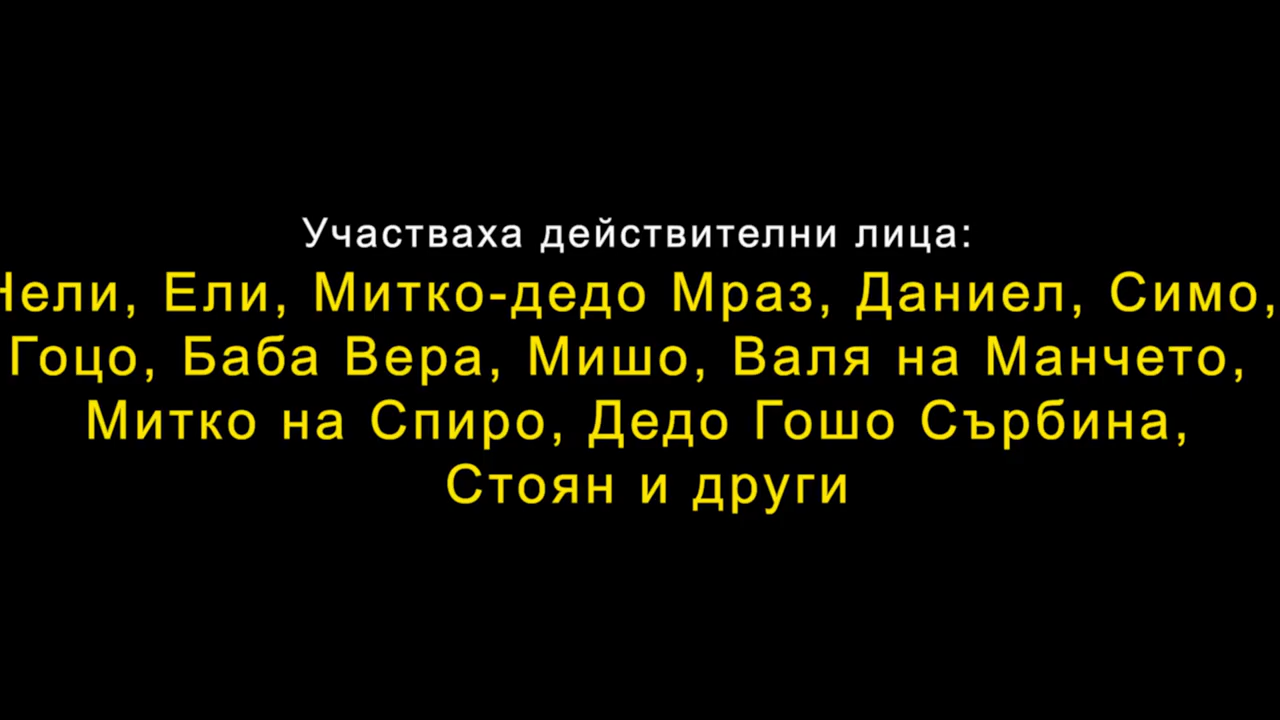 Участваха действителни лица:
Нели, Ели, Митко-дедо Мраз, Даниел, Симо,
Гоцо, Баба Вера, Мишо, Валя на Манчето,
Митко на Спиро, Дедо Гошо Сърбина,
Стоян и други